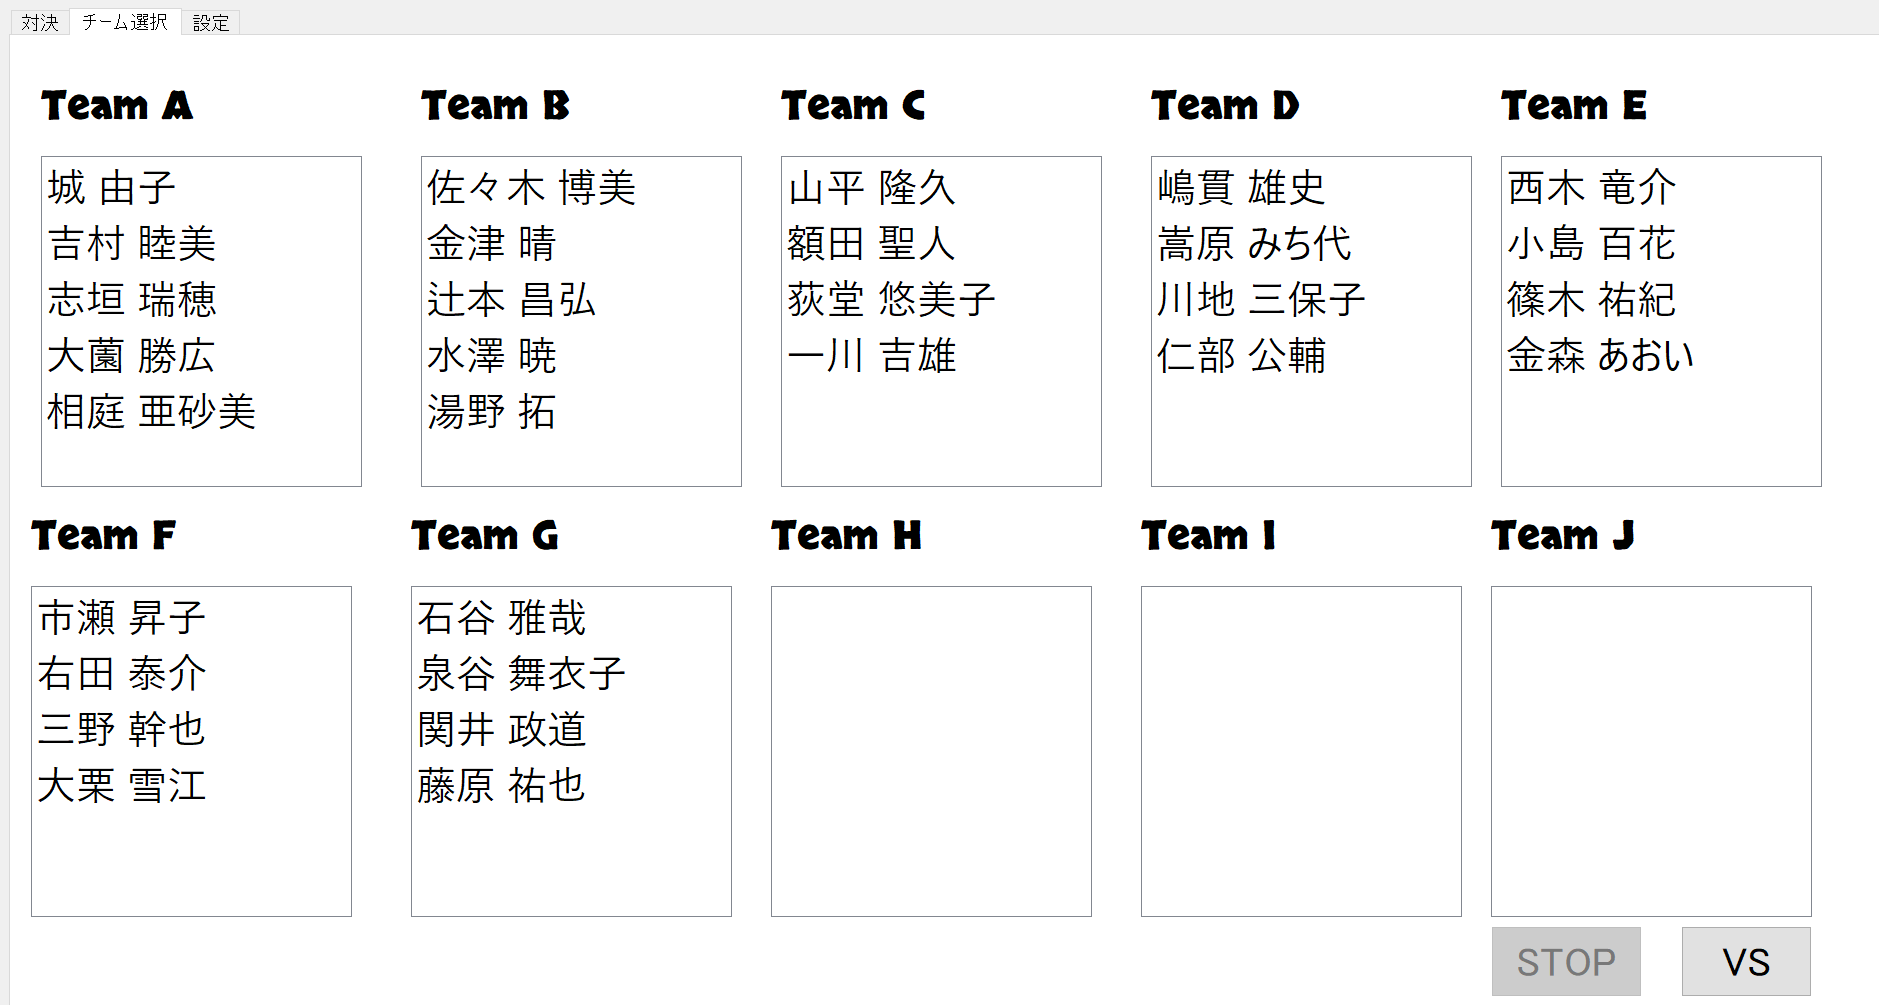 対決 チーム選択 設定
Team A
城 由子
吉村 睦美
志垣 瑞穂
大薗 勝広
相庭 亜砂美
Team B
佐々木 博美
金津 晴
辻本 昌弘
水澤 暁
湯野 拓
Team C
山平 隆久
額田 聖人
荻堂 悠美子
一川 吉雄
Team D
嶋貫 雄史
嵩原 みち代
川地 三保子
仁部 公輔
Team E
西木 竜介
小島 百花
篠木 祐紀
金森 あおい
Team F
市瀬 昇子
右田 泰介
三野 幹也
大栗 雪江
Team G
石谷 雅哉
泉谷 舞衣子
関井 政道
藤原 祐也
Team H
Team I
Team J
STOP
VS